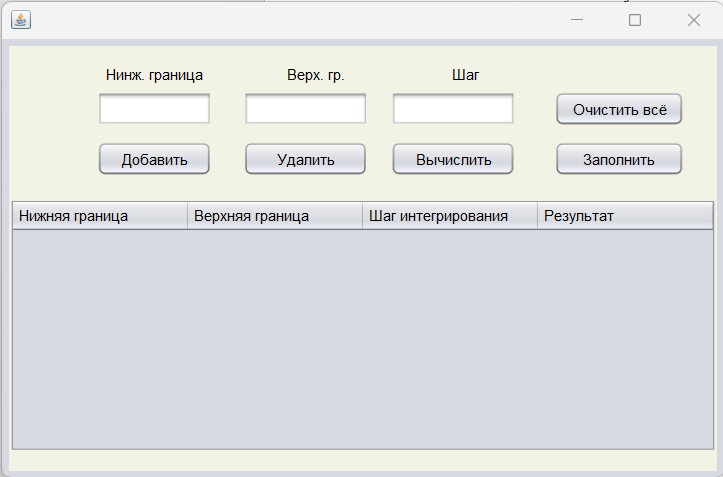 Нинж. граница Верх. гр. Шаг
Очистить всё
Добавить Удалить Вычислить Заполнить
Нижняя граница Верхняя граница Шаг интегрирования Результат